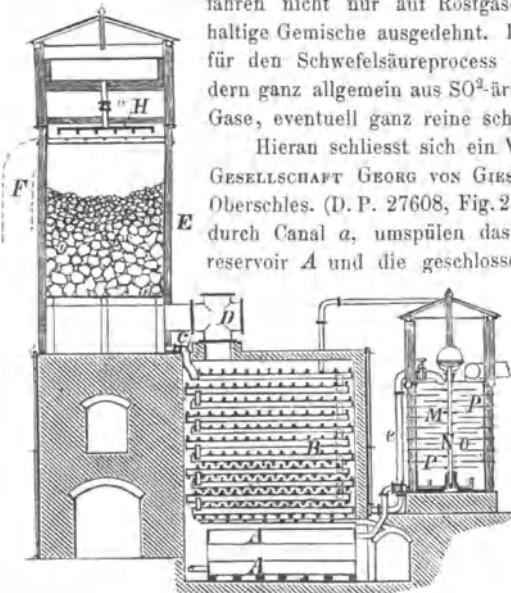 fahren nicht nur auf Röstgase
haltige Gemische ausgedehnt.
für den Schwefelsäureprocess
dern ganz allgemein aus SO²-är
Gase, eventuell ganz reine sch
Hieran schliesst sich ein V
GESELLSCHAFT GEORG VON GIES
Oberschles. (D. P. 27608, Fig. 2
durch Canal a, umspülen das
reservoir A und die geschlosse
H
F
E
D
C
B
A
A
e
M
P
N
O
P